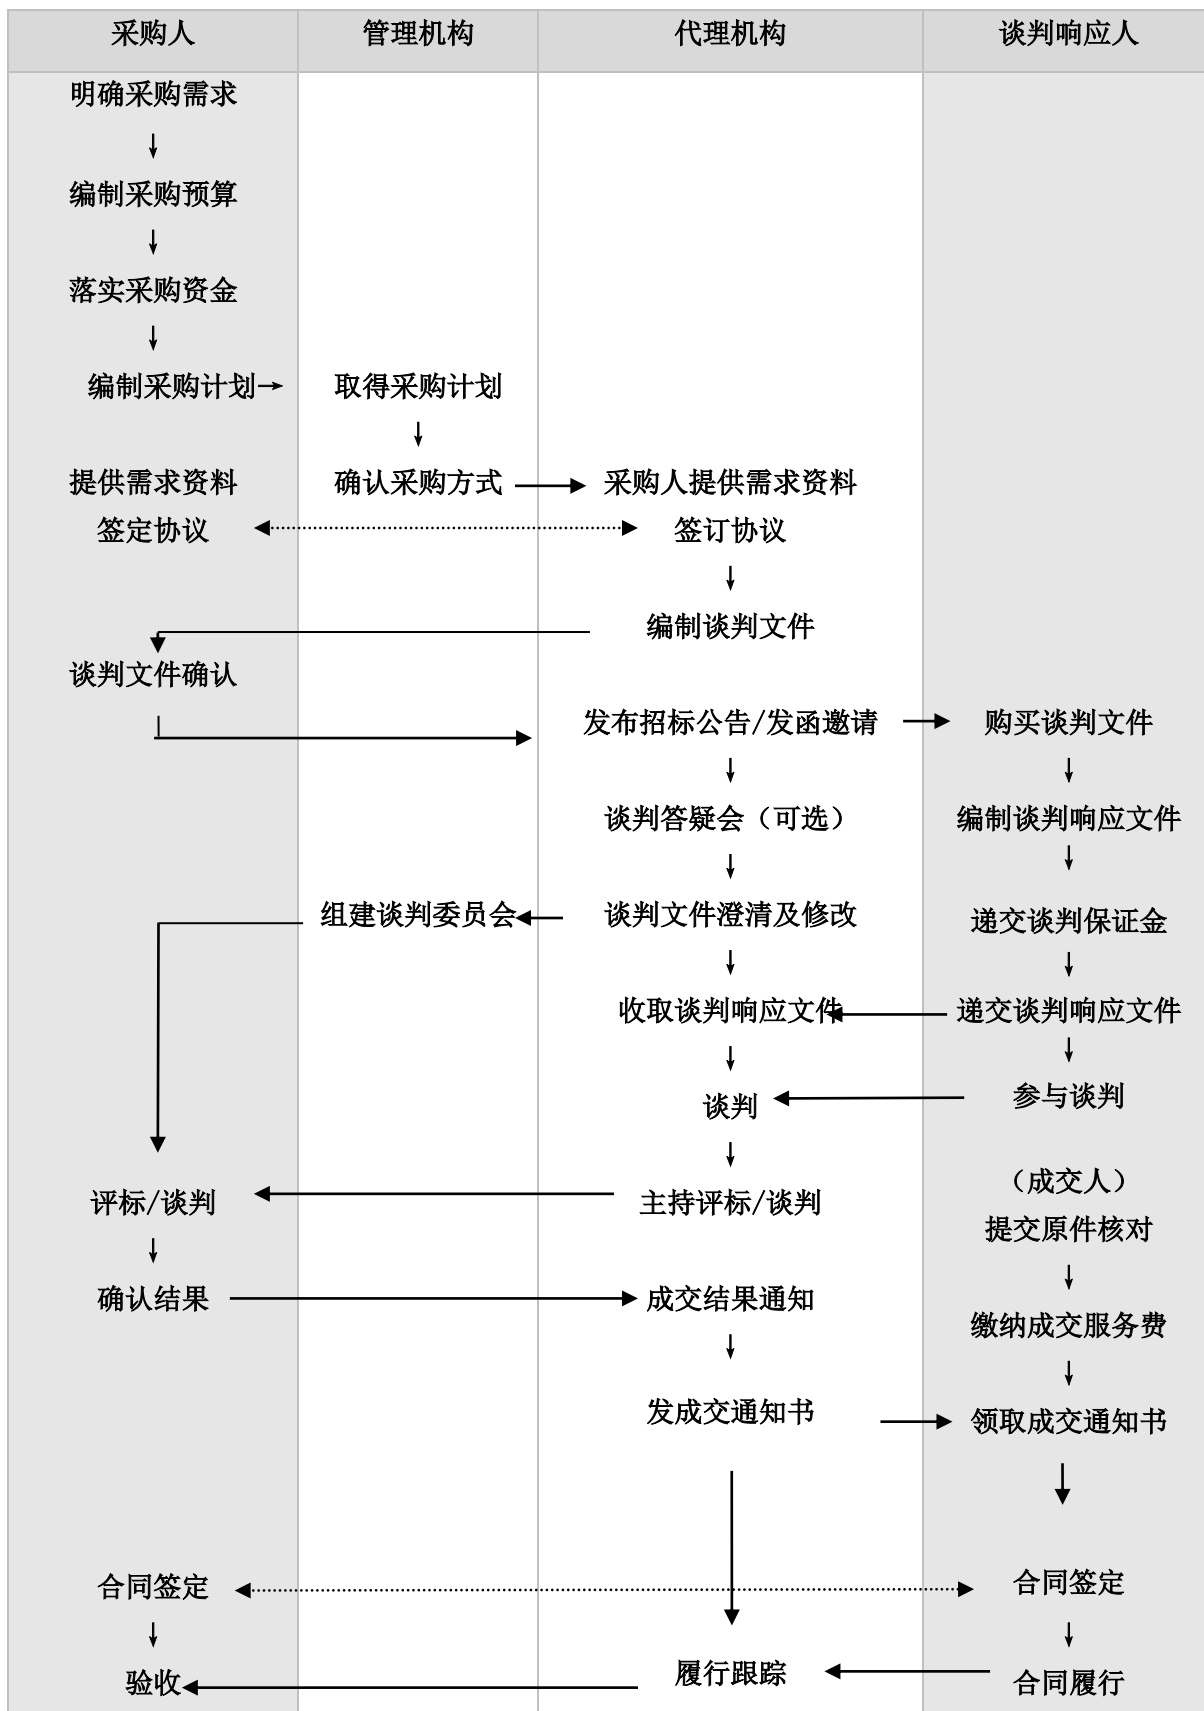 采购人 管理机构 代理机构 谈判响应人
明确采购需求
编制采购预算
落实采购资金
编制采购计划 取得采购计划
提供需求资料 确认采购方式 采购人提供需求资料
签定协议 签订协议
编制谈判文件
谈判文件确认
发布招标公告/发函邀请 购买谈判文件
谈判答疑会（可选） 编制谈判响应文件
组建谈判委员会 谈判文件澄清及修改 递交谈判保证金
收取谈判响应文件 递交谈判响应文件
谈判 参与谈判
（成交人）
评标/谈判 主持评标/谈判
提交原件核对
确认结果 成交结果通知
缴纳成交服务费
发成交通知书 领取成交通知书
合同签定 合同签定
验收 履行跟踪 合同履行